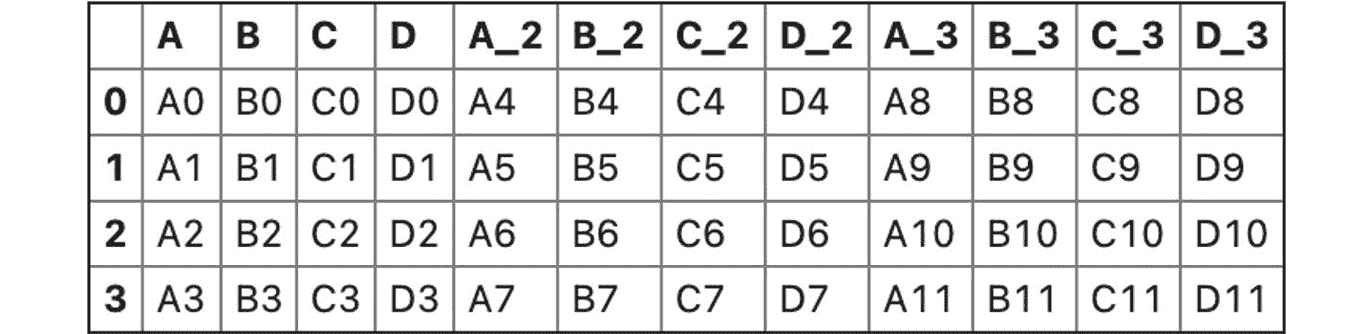 A B C D A_2 B_2 C_2 D_2 A_3 B_3 C_3 D_3
0 A0 B0 C0 D0 A4 B4 C4 D4 A8 B8 C8 D8
1 A1 B1 C1 D1 A5 B5 C5 D5 A9 B9 C9 D9
2 A2 B2 C2 D2 A6 B6 C6 D6 A10 B10 C10 D10
3 A3 B3 C3 D3 A7 B7 C7 D7 A11 B11 C11 D11